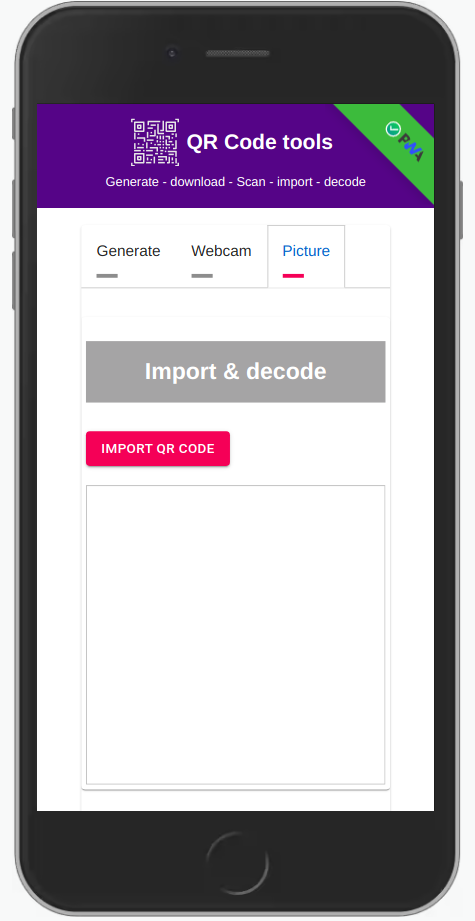 QR Code tools
PWA
Generate - download - Scan - import - decode
Generate Webcam Picture
Import & decode
IMPORT QR CODE